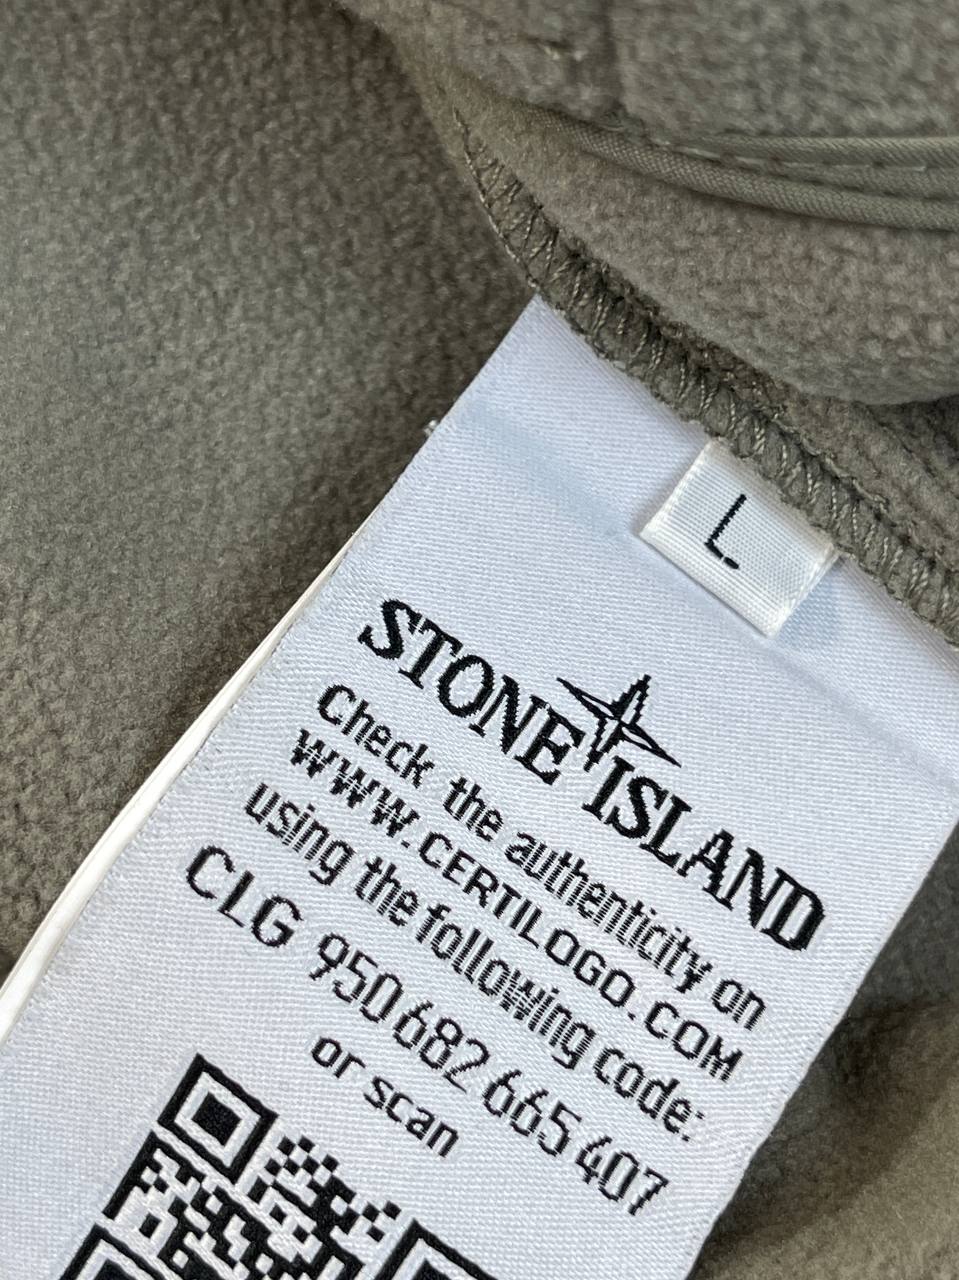 L
STONE ISLAND
Check the authenticity on
WWW.CERTILOGO.COM
using the following code:
CLG 950 682 665 407
or scan